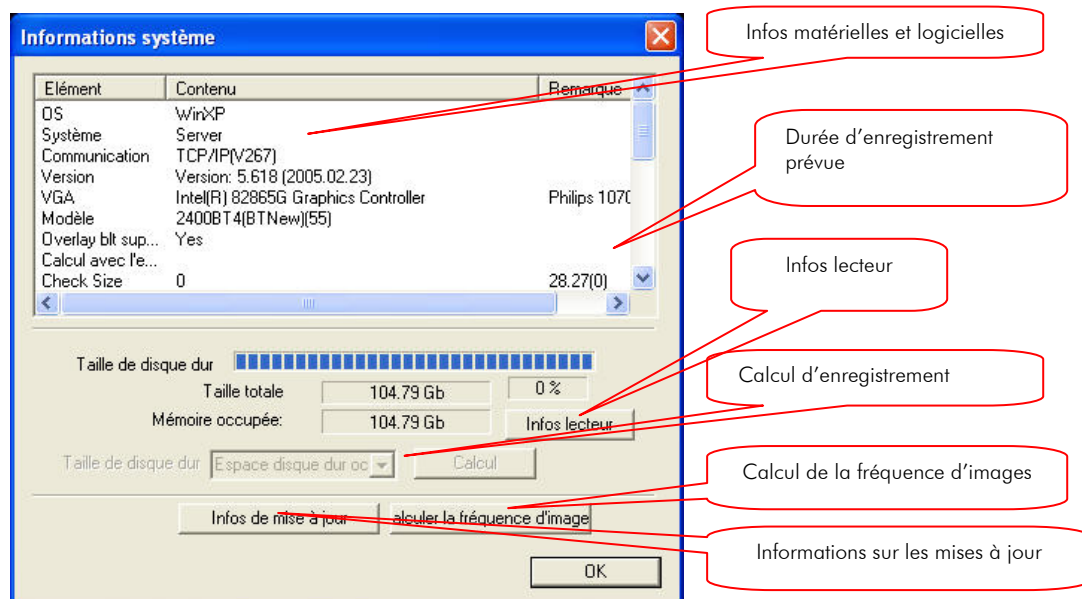 Informations système
Infos matérielles et logicielles
Elément Contenu Remarque
OS WinXP
Système Server
Communication TCP/IP(V267)
Version Version: 5.618 (2005.02.23)
VGA Intel(R) 82865G Graphics Controller Philips 107
Modèle 2400BT4(BTNew)(55)
Overlay blt sup... Yes
Calcul avec l'e...
Check Size 0 28.27(0)
Durée d'enregistrement
prévue
Infos lecteur
Taille de disque dur
Taille totale 104.79 Gb 0 %
Mémoire occupée: 104.79 Gb Infos lecteur
Calcul d'enregistrement
Taille de disque dur Espace disque dur oc Calcul
Calcul de la fréquence d'images
Infos de mise à jour alculer la fréquence d'image
Informations sur les mises à jour
OK